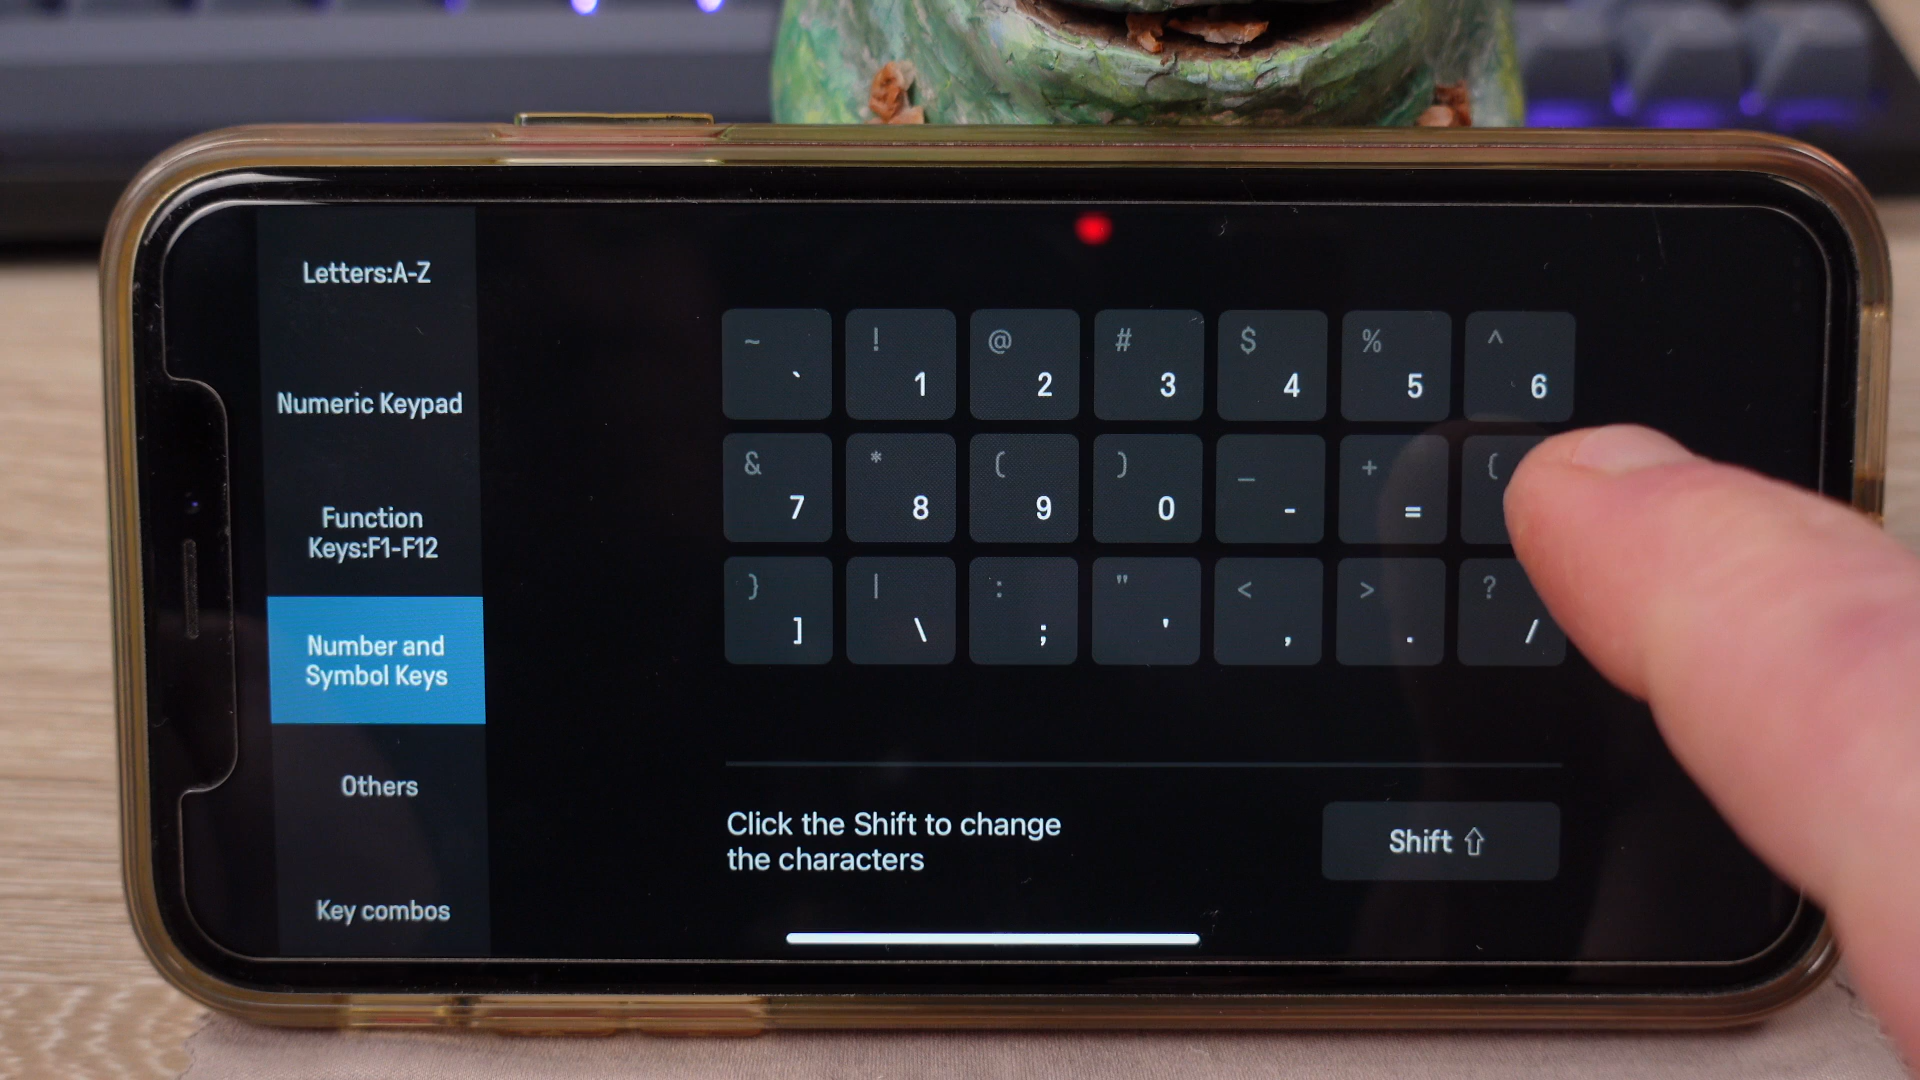 Letters:A-Z
Numeric Keypad
Function
Keys:F1-F12
Number and
Symbol Keys
Others
Key combos
~ ! @ # $ % ^
` 1 2 3 4 5 6
& * ( ) _ + {
7 8 9 0 - =
} | : " < > ?
] \ ; ' , . /
Click the Shift to change
the characters
Shift ⇧